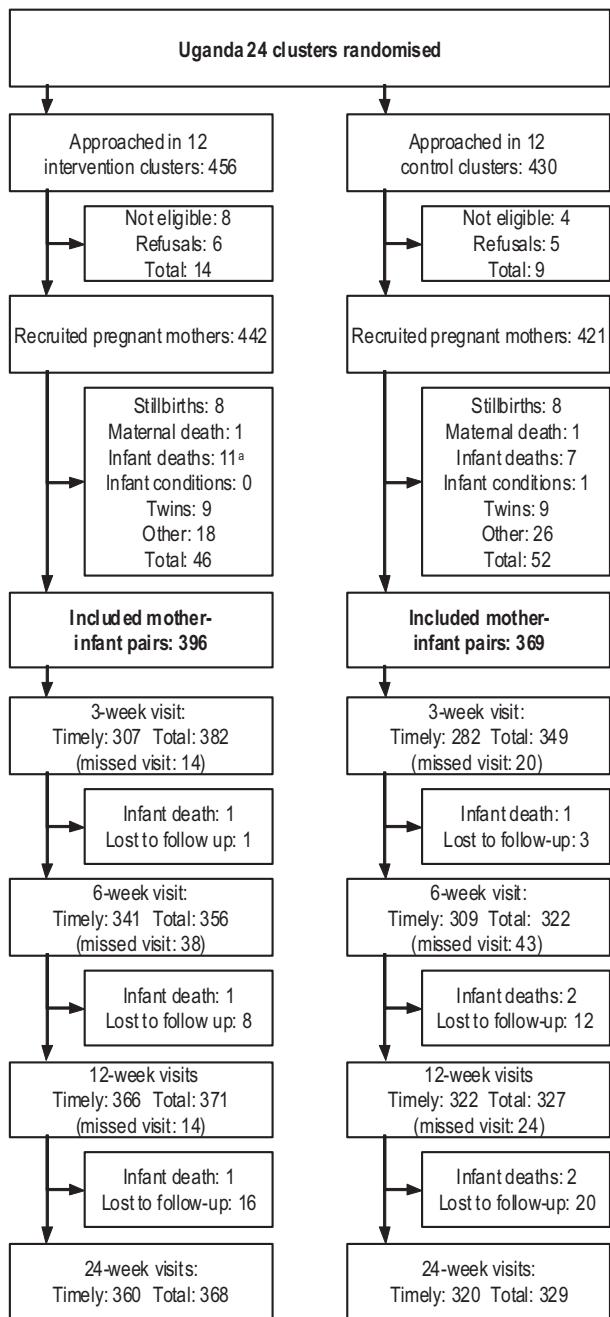 Uganda 24 clusters randomised
Approached in 12
intervention clusters: 456
Approached in 12
control clusters: 430
Not eligible: 8
Refusals: 6
Total: 14
Not eligible: 4
Refusals: 5
Total: 9
Recruited pregnant mothers: 442
Recruited pregnant mothers: 421
Stillbirths: 8
Maternal death: 1
Infant deaths: 11ª
Infant conditions: 0
Twins: 9
Other: 18
Total: 46
Stillbirths: 8
Maternal death: 1
Infant deaths: 7
Infant conditions: 1
Twins: 9
Other: 26
Total: 52
Included mother-
infant pairs: 396
Included mother-
infant pairs: 369
3-week visit:
Timely: 307 Total: 382
(missed visit: 14)
3-week visit:
Timely: 282 Total: 349
(missed visit: 20)
Infant death: 1
Lost to follow up: 1
Infant death: 1
Lost to follow-up: 3
6-week visit:
Timely: 341 Total: 356
(missed visit: 38)
6-week visit:
Timely: 309 Total: 322
(missed visit: 43)
Infant death: 1
Lost to follow up: 8
Infant deaths: 2
Lost to follow-up: 12
12-week visits
Timely: 366 Total: 371
(missed visit: 14)
12-week visits:
Timely: 322 Total: 327
(missed visit: 24)
Infant death: 1
Lost to follow-up: 16
Infant deaths: 2
Lost to follow-up: 20
24-week visits:
Timely: 360 Total: 368
24-week visits:
Timely: 320 Total: 329